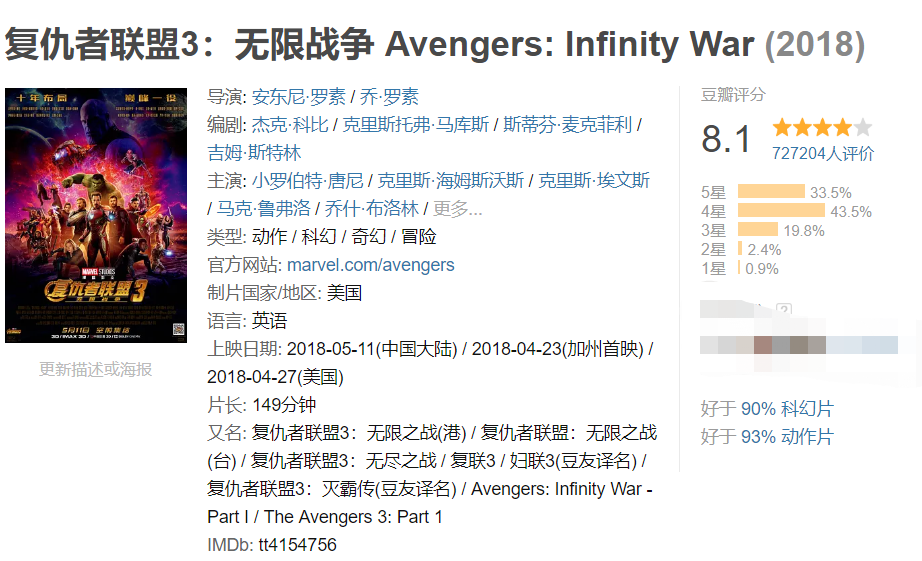 复仇者联盟3：无限战争 Avengers: Infinity War (2018)
十年布局 巅峰一役
MARVEL STUDIOS
复仇者联盟3
无限战争
5月11日
更新描述或海报
导演: 安东尼·罗素 / 乔·罗素
编剧: 杰克·科比 / 克里斯托弗·马库斯 / 斯蒂芬·麦克菲利 /
吉姆·斯特林
主演: 小罗伯特·唐尼 / 克里斯·海姆斯沃斯 / 克里斯·埃文斯
/ 马克·鲁弗洛 / 乔什·布洛林 / 更多...
类型: 动作 / 科幻 / 奇幻 / 冒险
官方网站: marvel.com/avengers
制片国家/地区: 美国
语言: 英语
上映日期: 2018-05-11(中国大陆) / 2018-04-23(加州首映) /
2018-04-27(美国)
片长: 149分钟
又名: 复仇者联盟3：无限之战(港) / 复仇者联盟：无限之战
(台) / 复仇者联盟3：无尽之战 / 复联3 / 妇联3(豆友译名) /
复仇者联盟3：灭霸传(豆友译名) / Avengers: Infinity War -
Part I / The Avengers 3: Part 1
IMDb: tt4154756
豆瓣评分
8.1
727204人评价
5星 33.5%
4星 43.5%
3星 19.8%
2星 2.4%
1星 0.9%
?
好于 90% 科幻片
好于 93% 动作片